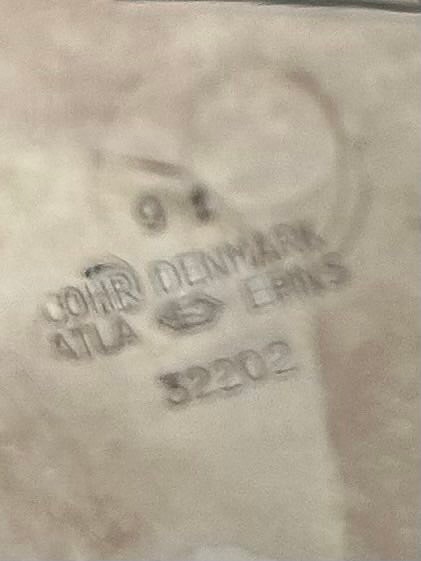 COHR DENMARK
ATLA EPNS
32202